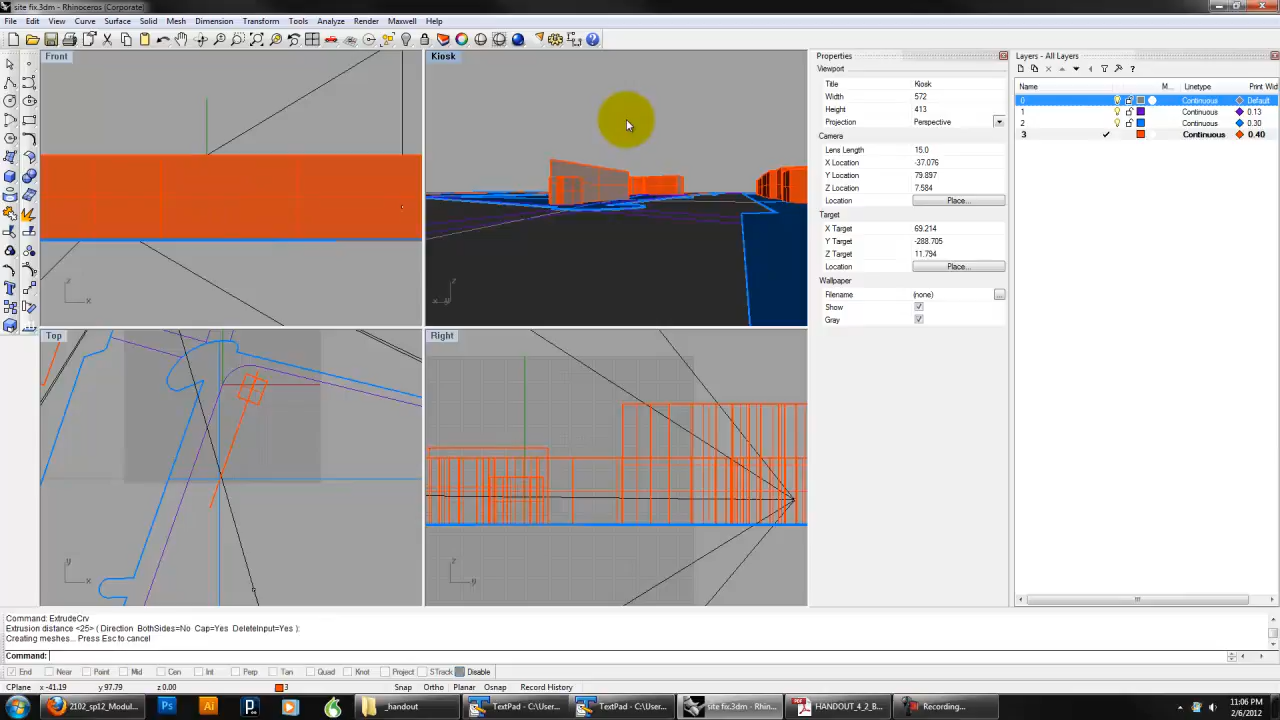 site fix.3dm - Rhinoceros (Corporate)
File Edit View Curve Surface Solid Mesh Dimension Transform Tools Analyze Render Maxwell Help
Front
Kiosk
Top
Right
z x
z x y
y x
z y
Properties
Viewport
Title Kiosk
Width 572
Height 413
Projection Perspective
Camera
Lens Length 15.0
X Location -37.076
Y Location 79.897
Z Location 7.584
Location Place...
Target
X Target 69.214
Y Target -288.705
Z Target 11.794
Location Place...
Wallpaper
Filename (none) ...
Show
Gray
Layers - All Layers
Name M... Linetype Print Wid
0 Continuous Default
1 Continuous 0.13
2 Continuous 0.30
3 Continuous 0.40
Command: ExtrudeCrv
Extrusion distance <25> ( Direction BothSides=No Cap=Yes DeleteInput=Yes ):
Creating meshes... Press Esc to cancel
Command:
End Near Point Mid Cen Int Perp Tan Quad Knot Project STrack Disable
CPlane x -41.19 y 97.79 z 0.00 3 Snap Ortho Planar Osnap Record History
2102_sp12_Modul... _handout TextPad - C:\User... TextPad - C:\User... site fix.3dm - Rhin... HANDOUT_4_2_B... Recording...
11:06 PM
2/6/2012